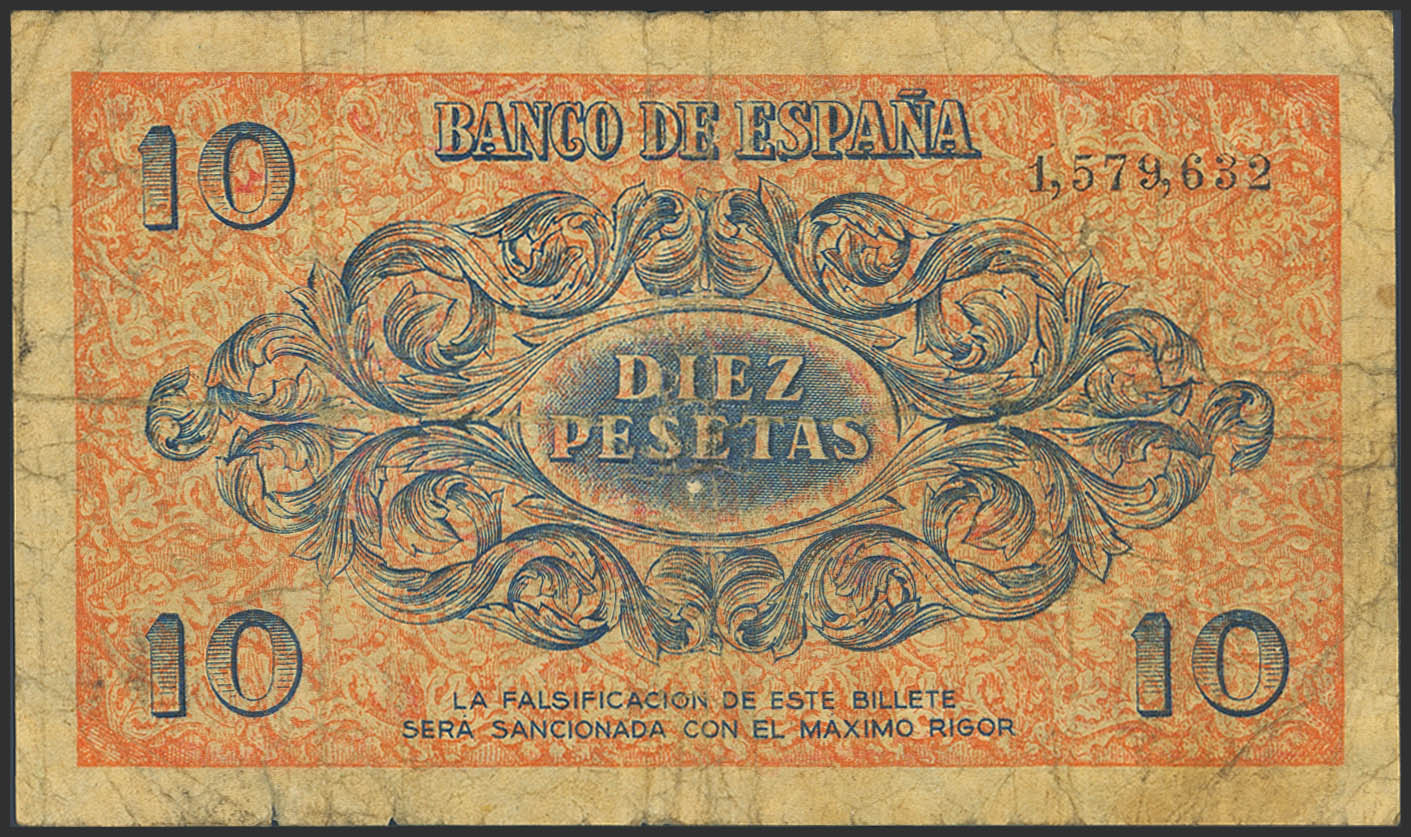 BANCO DE ESPAÑA
10
1,579,632
DIEZ
PESETAS
10
10
LA FALSIFICACION DE ESTE BILLETE
SERÁ SANCIONADA CON EL MAXIMO RIGOR